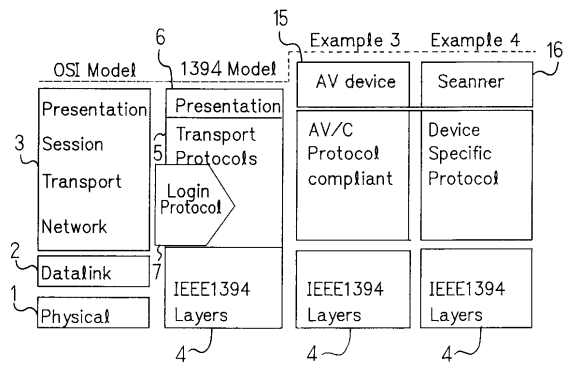 15
Example 3
Example 4
6
OSI Model
1394 Model
AV device
Scanner
16
Presentation
Session
Transport
Network
3
Presentation
5
Transport
Protocols
Login
Protocol
7
AV/C
Protocol
compliant
Device
Specific
Protocol
2
Datalink
1
Physical
IEEE1394
Layers
4
IEEE1394
Layers
4
IEEE1394
Layers
4